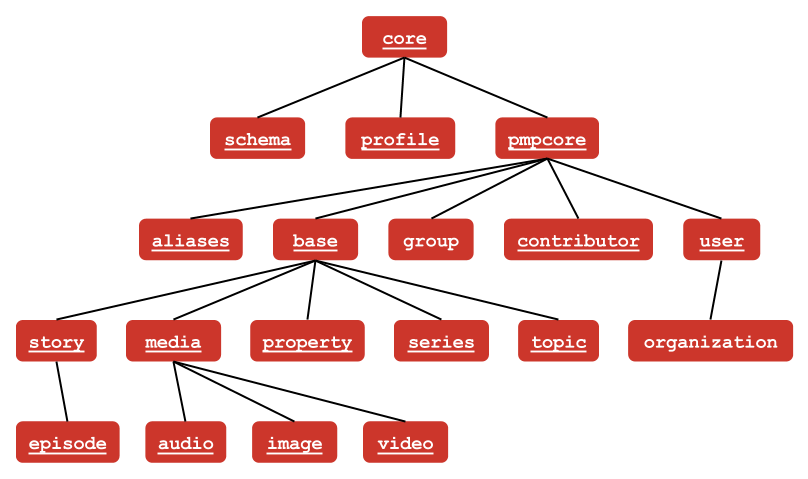 core
schema profile pmpcore
aliases base group contributor user
story media property series topic organization
episode audio image video